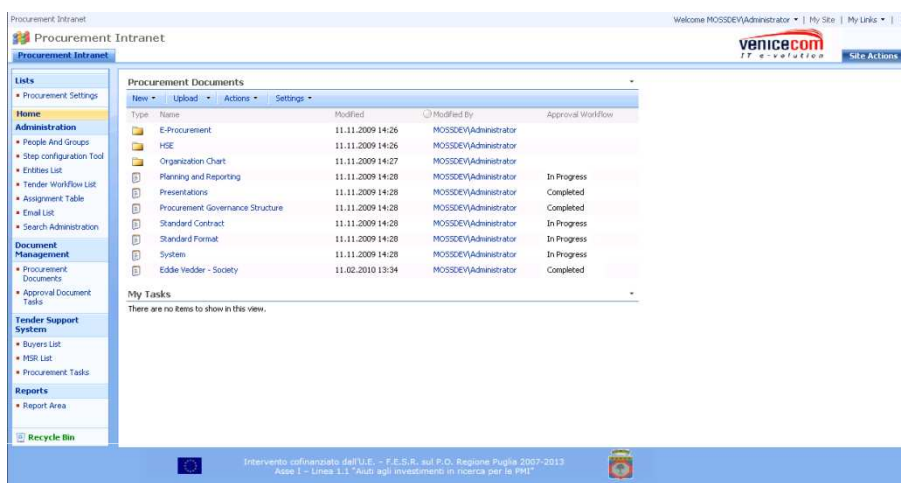 Procurement Intranet
Welcome MOSSDEV\Administrator | My Site | My Links |
Procurement Intranet
venicecom
IT e-volution
Procurement Intranet
Site Actions
Lists
Procurement Settings
Home
Administration
People And Groups
Step configuration Tool
Entities List
Tender Workflow List
Assignment Table
Email List
Search Administration
Document
Management
Procurement
Documents
Approval Document
Tasks
Tender Support
System
Buyers List
MSR List
Procurement Tasks
Reports
Report Area
Recycle Bin
Procurement Documents
New Upload Actions Settings
Type Name Modified Modified By Approval Workflow
E-Procurement 11.11.2009 14:26 MOSSDEV\Administrator
HSE 11.11.2009 14:26 MOSSDEV\Administrator
Organization Chart 11.11.2009 14:27 MOSSDEV\Administrator
Planning and Reporting 11.11.2009 14:28 MOSSDEV\Administrator In Progress
Presentations 11.11.2009 14:28 MOSSDEV\Administrator Completed
Procurement Governance Structure 11.11.2009 14:28 MOSSDEV\Administrator Completed
Standard Contract 11.11.2009 14:28 MOSSDEV\Administrator In Progress
Standard Format 11.11.2009 14:28 MOSSDEV\Administrator In Progress
System 11.11.2009 14:28 MOSSDEV\Administrator In Progress
Eddie Vedder - Society 11.02.2010 13:34 MOSSDEV\Administrator Completed
My Tasks
There are no items to show in this view.
Intervento cofinanziato dall'U.E. - F.E.S.R. sul P.O. Regione Puglia 2007-2013
Asse I - Linea 1.1 "Aiuti agli investimenti in ricerca per le PMI"